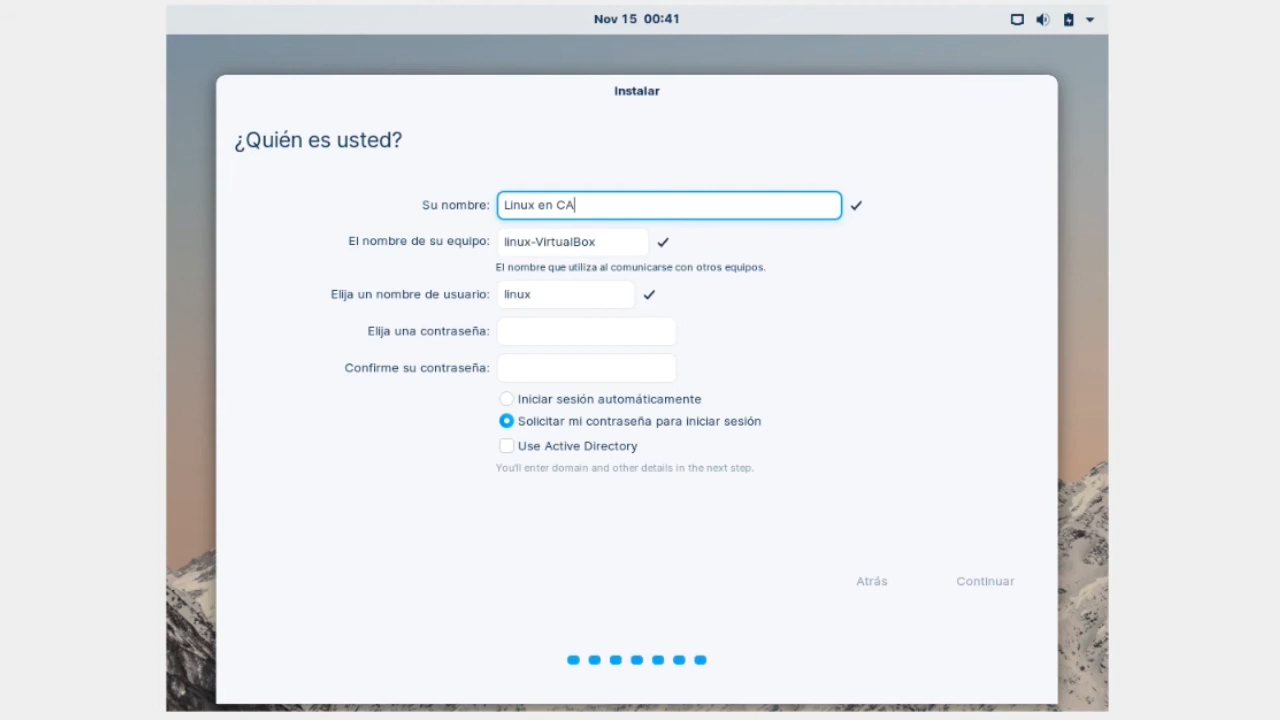 Nov 15 00:41
Instalar
¿Quién es usted?
Su nombre: Linux en CA
El nombre de su equipo: linux-VirtualBox
El nombre que utiliza al comunicarse con otros equipos.
Elija un nombre de usuario: linux
Elija una contraseña:
Confirme su contraseña:
Iniciar sesión automáticamente
Solicitar mi contraseña para iniciar sesión
Use Active Directory
You'll enter domain and other details in the next step.
Atrás Continuar